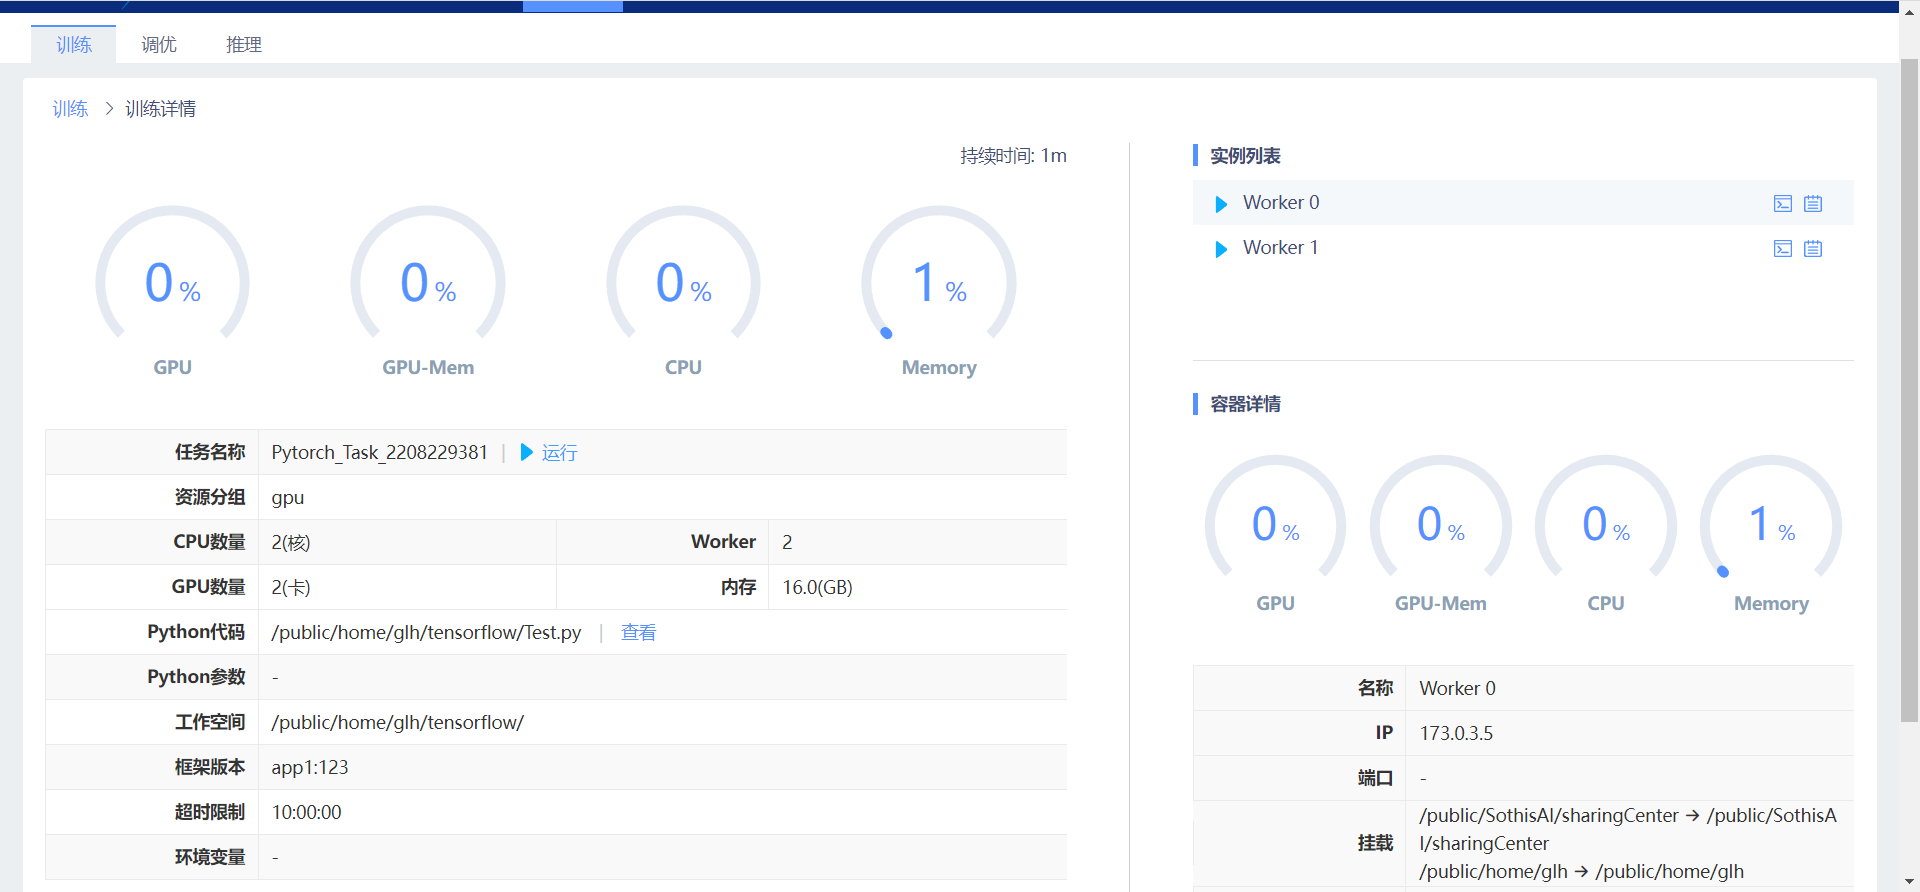 训练 调优 推理
训练 > 训练详情
持续时间: 1m
0 % 0 % 0 % 1 %
GPU GPU-Mem CPU Memory
任务名称 Pytorch_Task_2208229381 | 运行
资源分组 gpu
CPU数量 2(核) Worker 2
GPU数量 2(卡) 内存 16.0(GB)
Python代码 /public/home/glh/tensorflow/Test.py | 查看
Python参数 -
工作空间 /public/home/glh/tensorflow/
框架版本 app1:123
超时限制 10:00:00
环境变量 -
实例列表
Worker 0
Worker 1
容器详情
0 % 0 % 0 % 1 %
GPU GPU-Mem CPU Memory
名称 Worker 0
IP 173.0.3.5
端口 -
挂载 /public/SothisAI/sharingCenter → /public/SothisA
I/sharingCenter
/public/home/glh → /public/home/glh